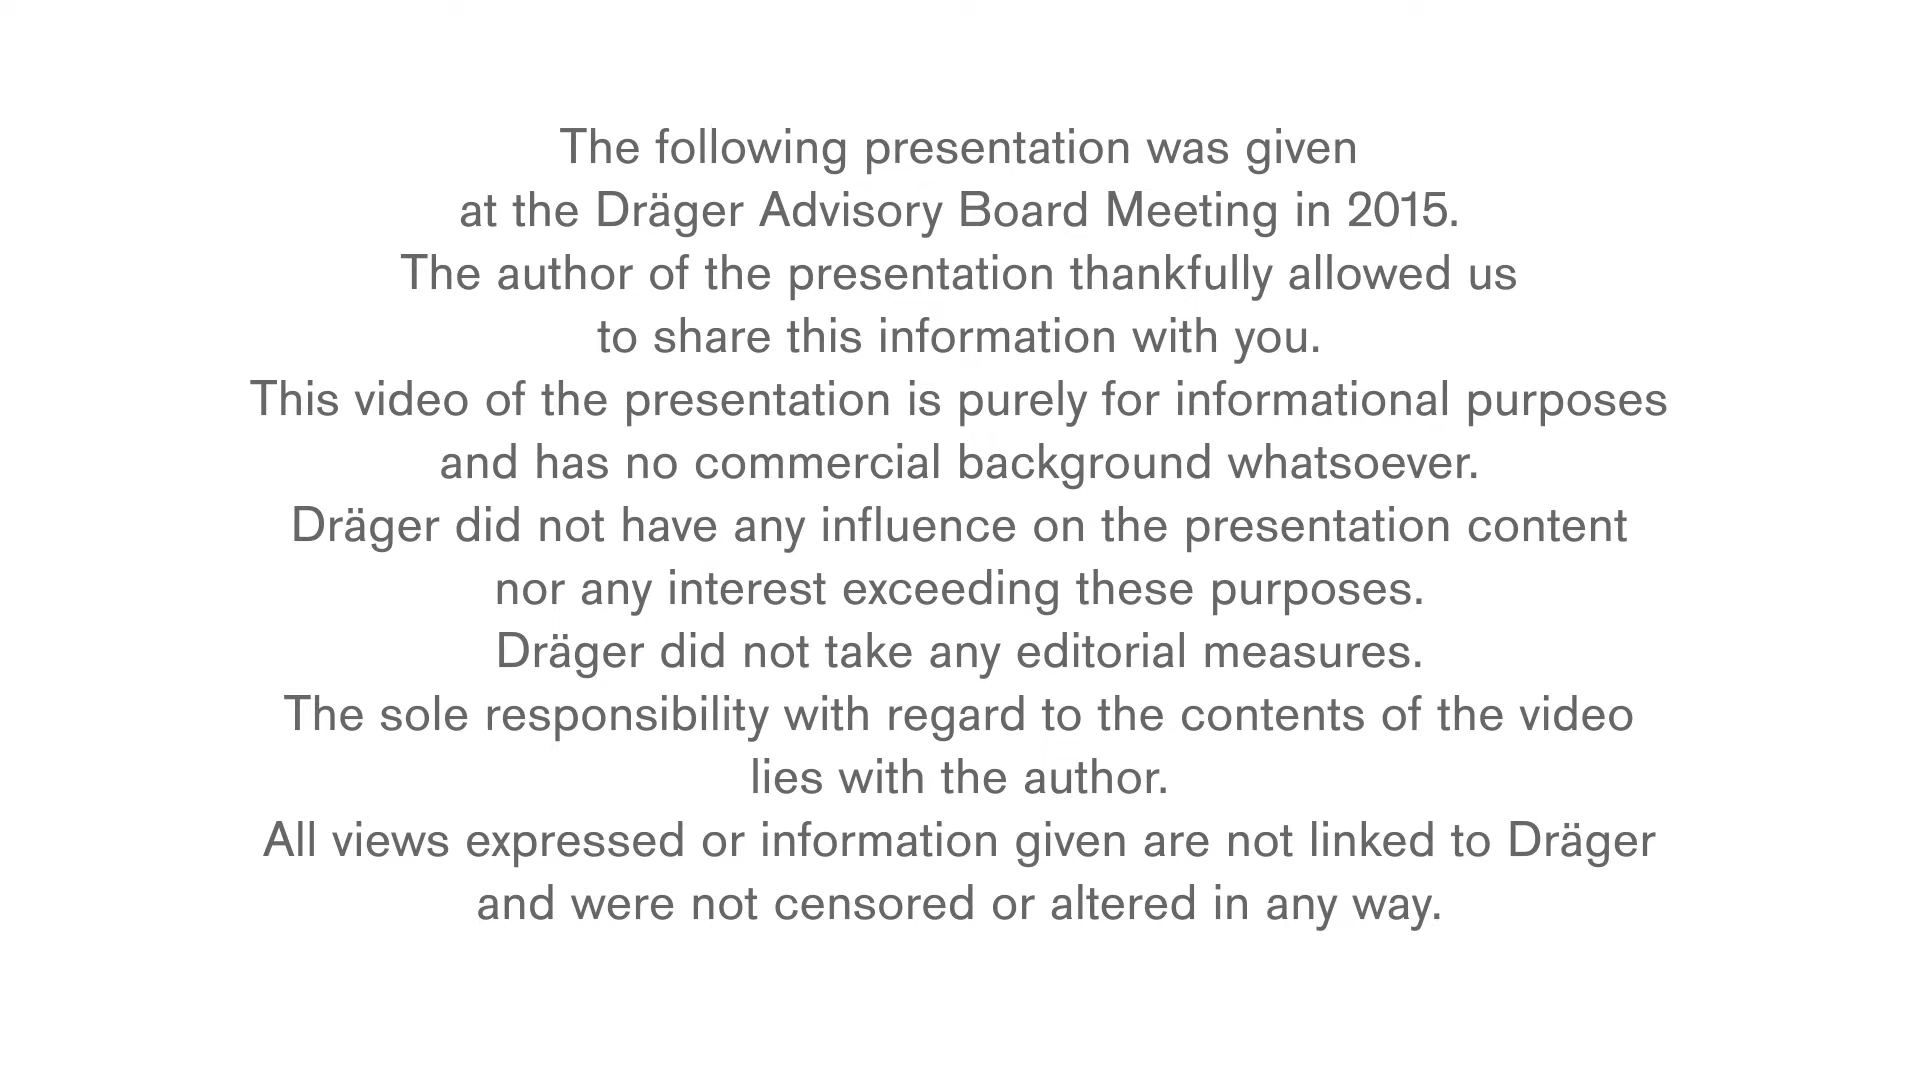 The following presentation was given
at the Dräger Advisory Board Meeting in 2015.
The author of the presentation thankfully allowed us
to share this information with you.
This video of the presentation is purely for informational purposes
and has no commercial background whatsoever.
Dräger did not have any influence on the presentation content
nor any interest exceeding these purposes.
Dräger did not take any editorial measures.
The sole responsibility with regard to the contents of the video
lies with the author.
All views expressed or information given are not linked to Dräger
and were not censored or altered in any way.